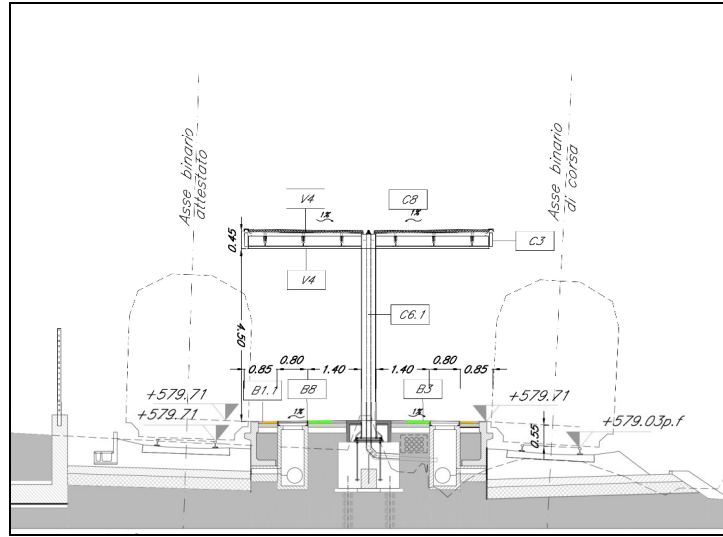 Asse binario
attestato
Asse binario
di corsa
V4
C8
1%
1%
0.45
C3
V4
C6.1
4.50
0.85
0.80
1.40
1.40
0.80
0.85
B1.1
B8
B3
+579.71
+579.71
+579.71
+579.03p.f
1%
1%
0.55